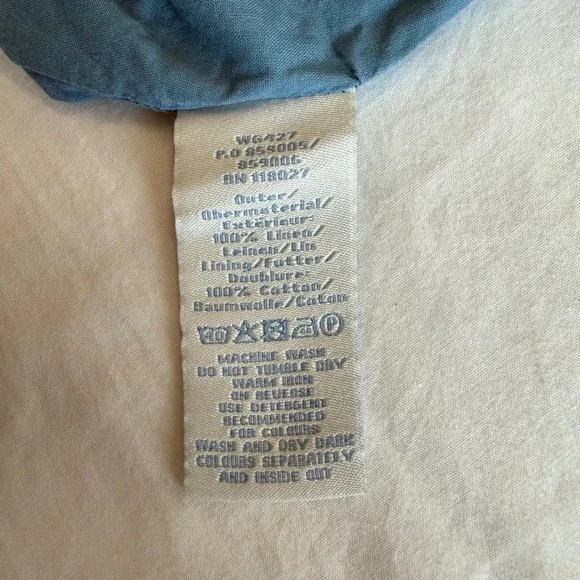 WG427
P.O 859005/
859006
BN 118027
Outer/
Obermaterial/
Extérieur:
100% Linen/
Leinen/Lin
Lining/Futter/
Doublure:
100% Cotton/
Baumwolle/Coton
40 P
MACHINE WASH
DO NOT TUMBLE DRY
WARM IRON
ON REVERSE
USE DETERGENT
RECOMMENDED
FOR COLOURS
WASH AND DRY DARK
COLOURS SEPARATELY
AND INSIDE OUT